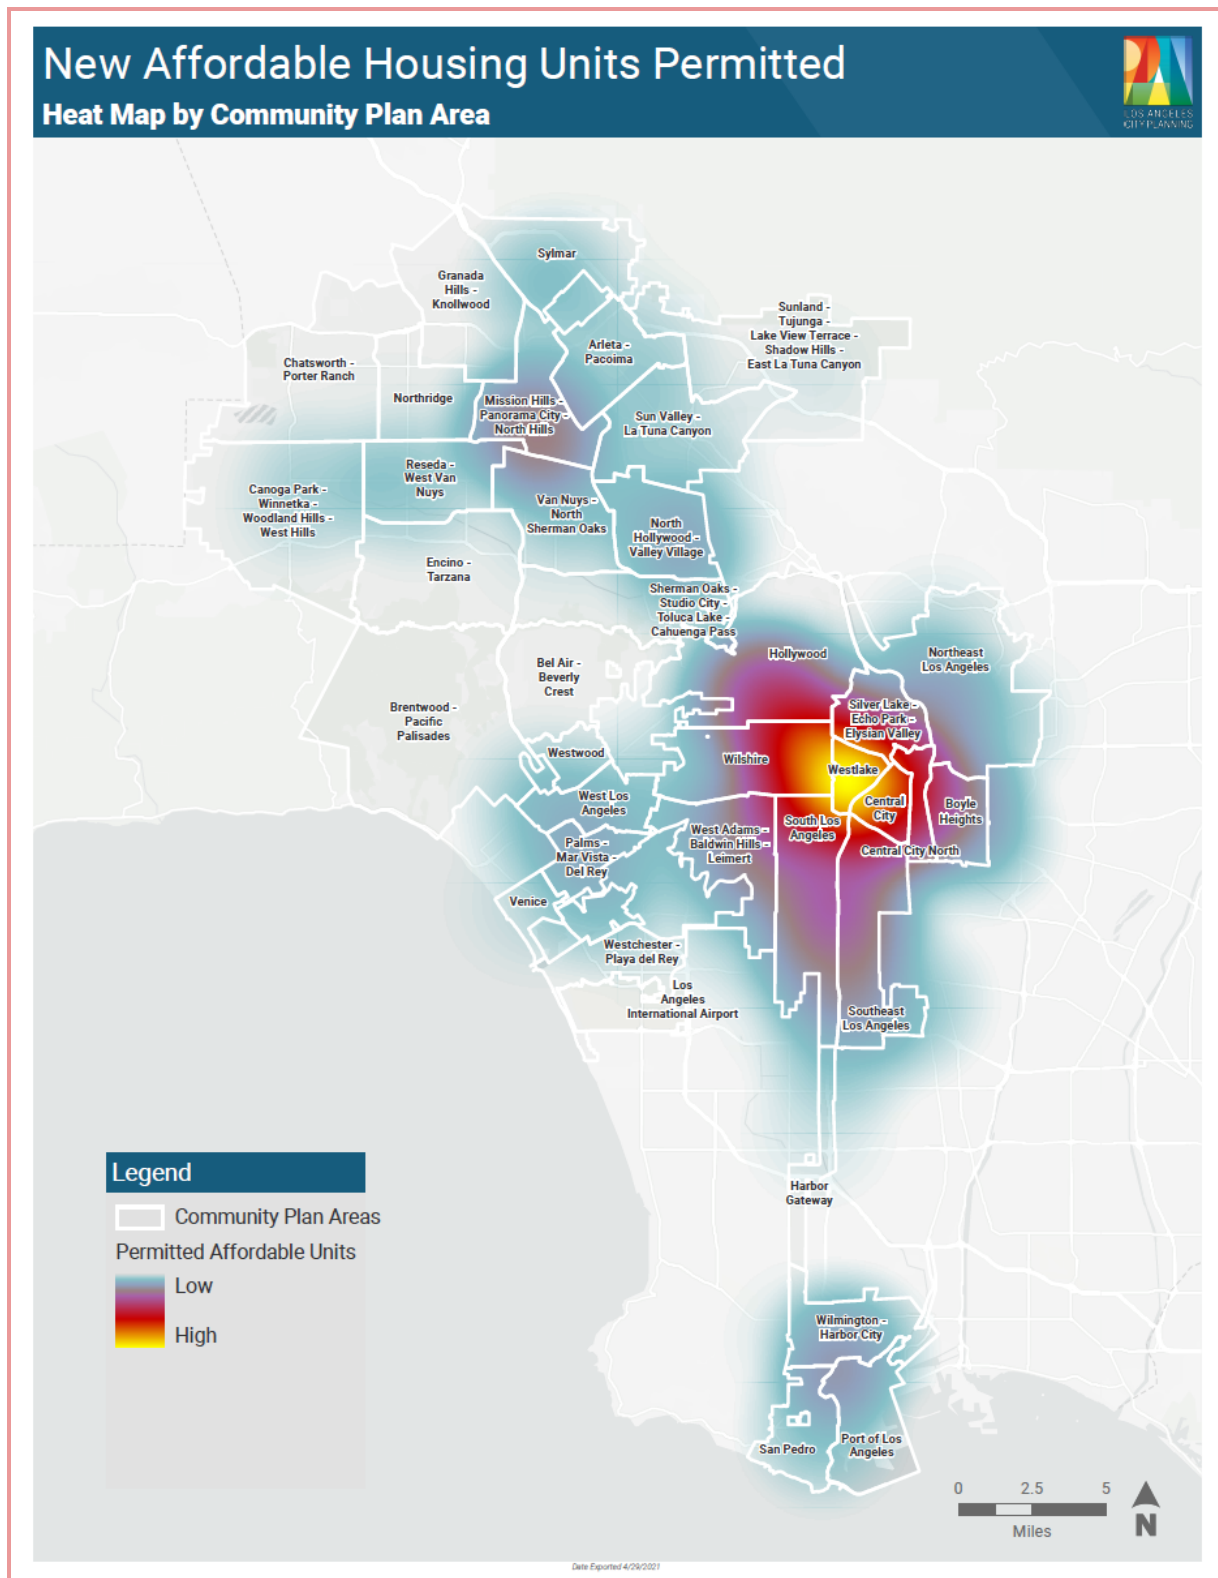 New Affordable Housing Units Permitted
Heat Map by Community Plan Area
LOS ANGELES
CITY PLANNING
Sylmar
Granada
Hills -
Knollwood
Sunland -
Tujunga -
Lake View Terrace -
Shadow Hills -
East La Tuna Canyon
Arleta -
Pacoima
Chatsworth -
Porter Ranch
Northridge
Mission Hills -
Panorama City -
North Hills
Sun Valley -
La Tuna Canyon
Reseda -
West Van
Nuys
Canoga Park -
Winnetka -
Woodland Hills -
West Hills
Van Nuys -
North
Sherman Oaks
North
Hollywood -
Valley Village
Encino -
Tarzana
Sherman Oaks -
Studio City -
Toluca Lake -
Cahuenga Pass
Hollywood
Northeast
Los Angeles
Bel Air -
Beverly
Crest
Brentwood -
Pacific
Palisades
Silver Lake -
Echo Park -
Elysian Valley
Westwood
Wilshire
Westlake
West Los
Angeles
Central
City
Boyle
Heights
South Los
Angeles
West Adams -
Baldwin Hills -
Leimert
Palms -
Mar Vista -
Del Rey
Central City North
Venice
Westchester -
Playa del Rey
Los
Angeles
International Airport
Southeast
Los Angeles
Harbor
Gateway
Wilmington -
Harbor City
San Pedro
Port of Los
Angeles
Legend
Community Plan Areas
Permitted Affordable Units
Low
High
0 2.5 5
Miles
N
Date Exported 4/29/2021